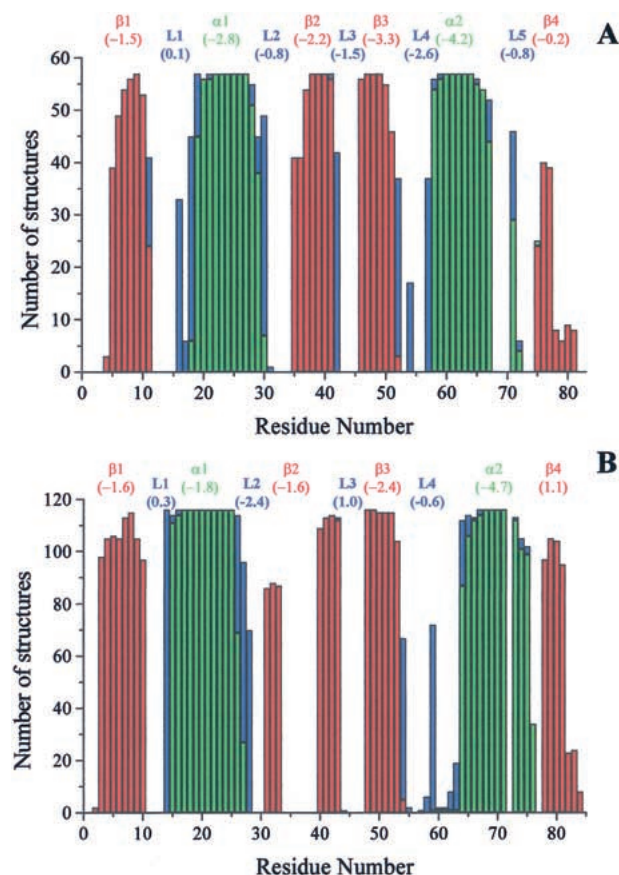 β1 L1 α1 L2 β2 L3 β3 L4 α2 L5 β4 A
(−1.5) (0.1) (−2.8) (−0.8) (−2.2) (−1.5) (−3.3) (−2.6) (−4.2) (−0.8) (−0.2)
60
50
40
30
20
10
0
Number of structures
0 10 20 30 40 50 60 70 80
Residue Number
β1 L1 α1 L2 β2 L3 β3 L4 α2 β4 B
(−1.6) (0.3) (−1.8) (-2.4) (−1.6) (1.0) (−2.4) (−0.6) (−4.7) (1.1)
120
100
80
60
40
20
0
Number of structures
0 10 20 30 40 50 60 70 80
Residue Number